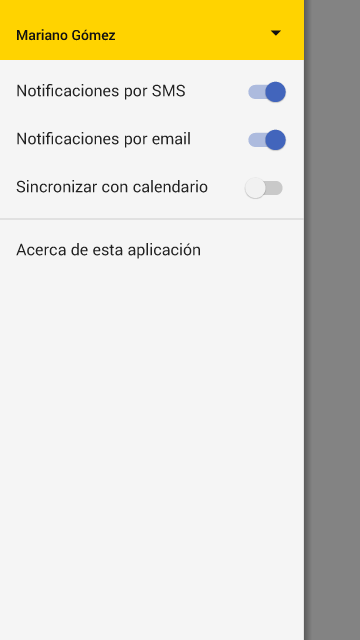 Mariano Gómez
Notificaciones por SMS
Notificaciones por email
Sincronizar con calendario
Acerca de esta aplicación